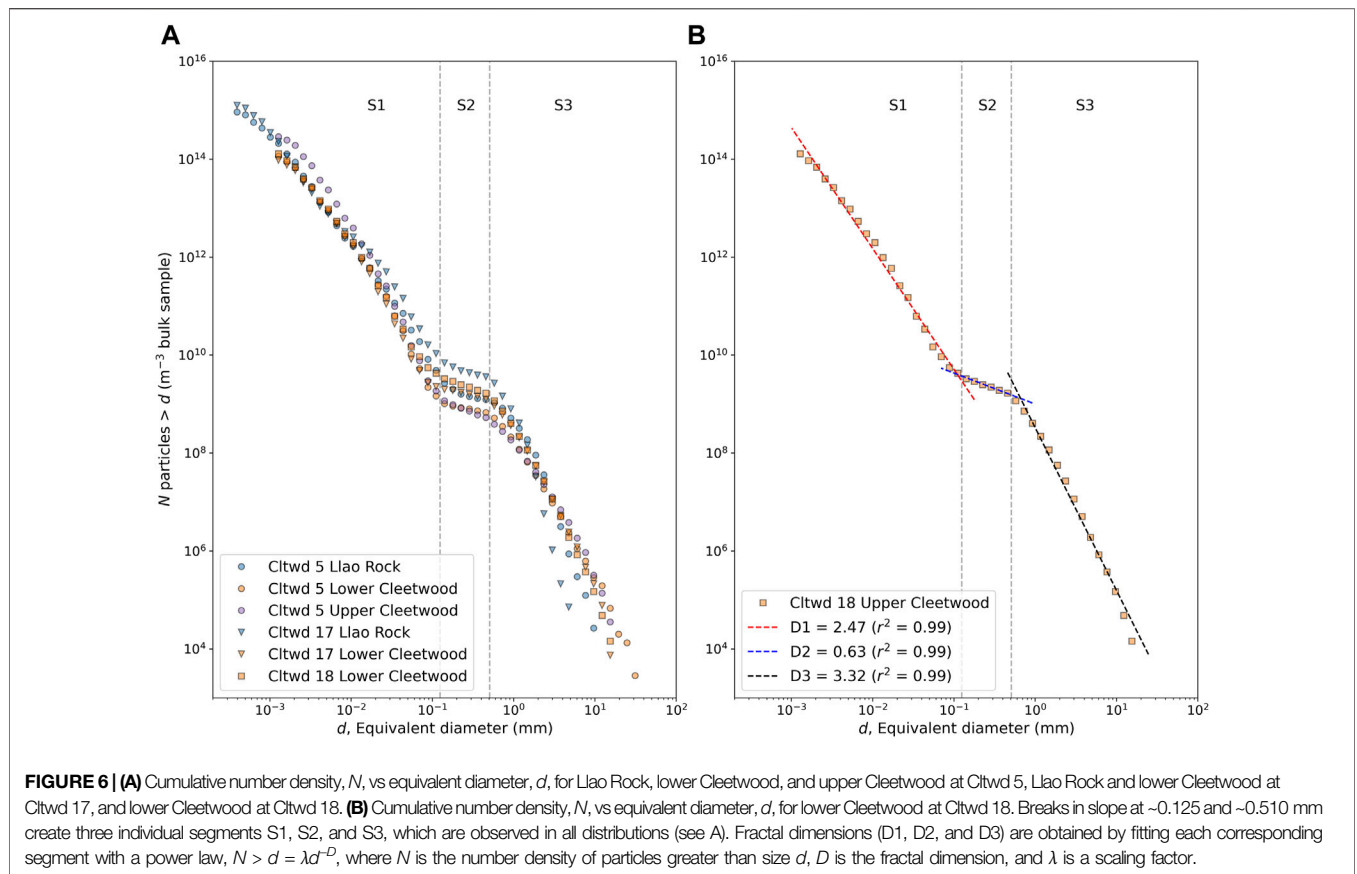 A
B
10^16
10^14
10^12
10^10
10^8
10^6
10^4
N particles > d (m^−3 bulk sample)
S1 S2 S3
Cltwd 5 Llao Rock
Cltwd 5 Lower Cleetwood
Cltwd 5 Upper Cleetwood
Cltwd 17 Llao Rock
Cltwd 17 Lower Cleetwood
Cltwd 18 Lower Cleetwood
10^−3 10^−2 10^−1 10^0 10^1 10^2
d, Equivalent diameter (mm)
10^16
10^14
10^12
10^10
10^8
10^6
10^4
S1 S2 S3
Cltwd 18 Upper Cleetwood
D1 = 2.47 (r^2 = 0.99)
D2 = 0.63 (r^2 = 0.99)
D3 = 3.32 (r^2 = 0.99)
10^−3 10^−2 10^−1 10^0 10^1 10^2
d, Equivalent diameter (mm)
FIGURE 6 | (A) Cumulative number density, N, vs equivalent diameter, d, for Llao Rock, lower Cleetwood, and upper Cleetwood at Cltwd 5, Llao Rock and lower Cleetwood at
Cltwd 17, and lower Cleetwood at Cltwd 18. (B) Cumulative number density, N, vs equivalent diameter, d, for lower Cleetwood at Cltwd 18. Breaks in slope at ~0.125 and ~0.510 mm
create three individual segments S1, S2, and S3, which are observed in all distributions (see A). Fractal dimensions (D1, D2, and D3) are obtained by fitting each corresponding
segment with a power law, N > d = λd^−D, where N is the number density of particles greater than size d, D is the fractal dimension, and λ is a scaling factor.